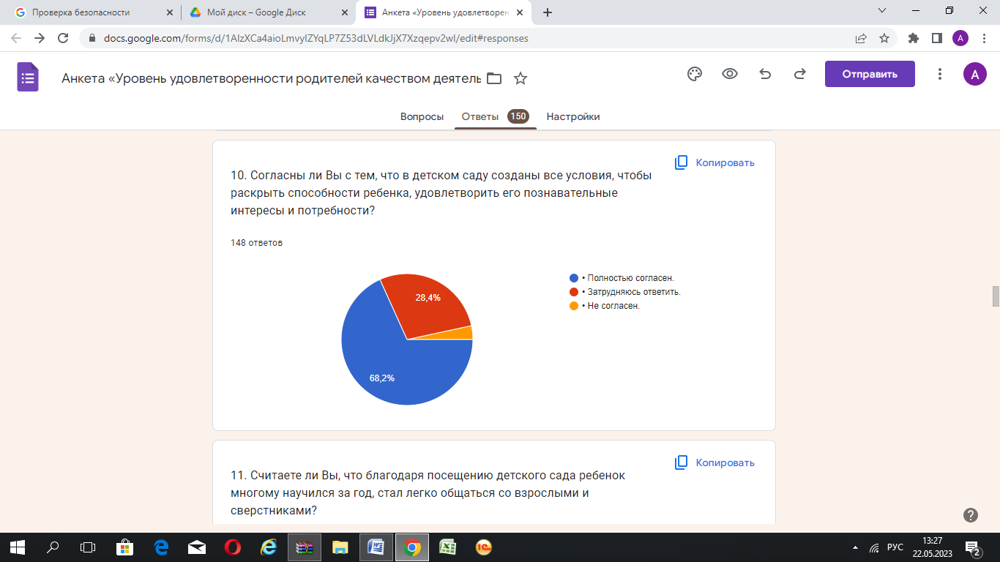 Проверка безопасности
Мой диск – Google Диск
Анкета «Уровень удовлетворен
docs.google.com/forms/d/1AlzXCa4aioLmvylZYqLP7Z53dLVLdkJjX7Xzqepv2wI/edit#responses
A
Анкета «Уровень удовлетворенности родителей качеством деятель
Отправить
A
Вопросы
Ответы 150
Настройки
Копировать
10. Согласны ли Вы с тем, что в детском саду созданы все условия, чтобы
раскрыть способности ребенка, удовлетворить его познавательные
интересы и потребности?
148 ответов
• Полностью согласен.
• Затрудняюсь ответить.
• Не согласен.
28,4%
68,2%
Копировать
11. Считаете ли Вы, что благодаря посещению детского сада ребенок
многому научился за год, стал легко общаться со взрослыми и
сверстниками?
РУС
13:27
22.05.2023
2